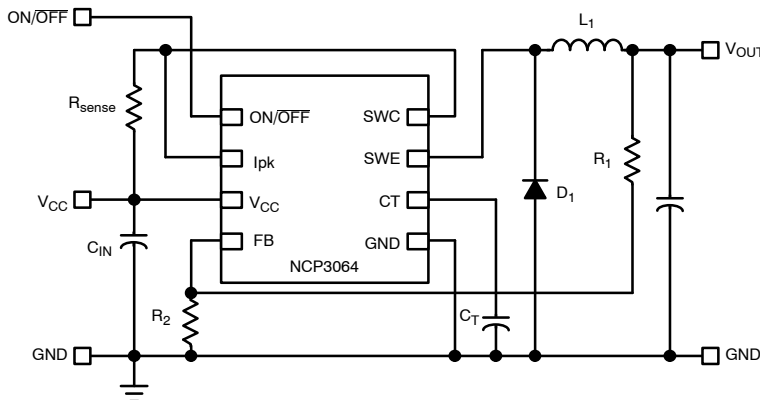 ON/OFF
L1
VOUT
Rsense
ON/OFF
SWC
Ipk
SWE
R1
VCC
VCC
CT
D1
CIN
FB
GND
NCP3064
R2
CT
GND
GND